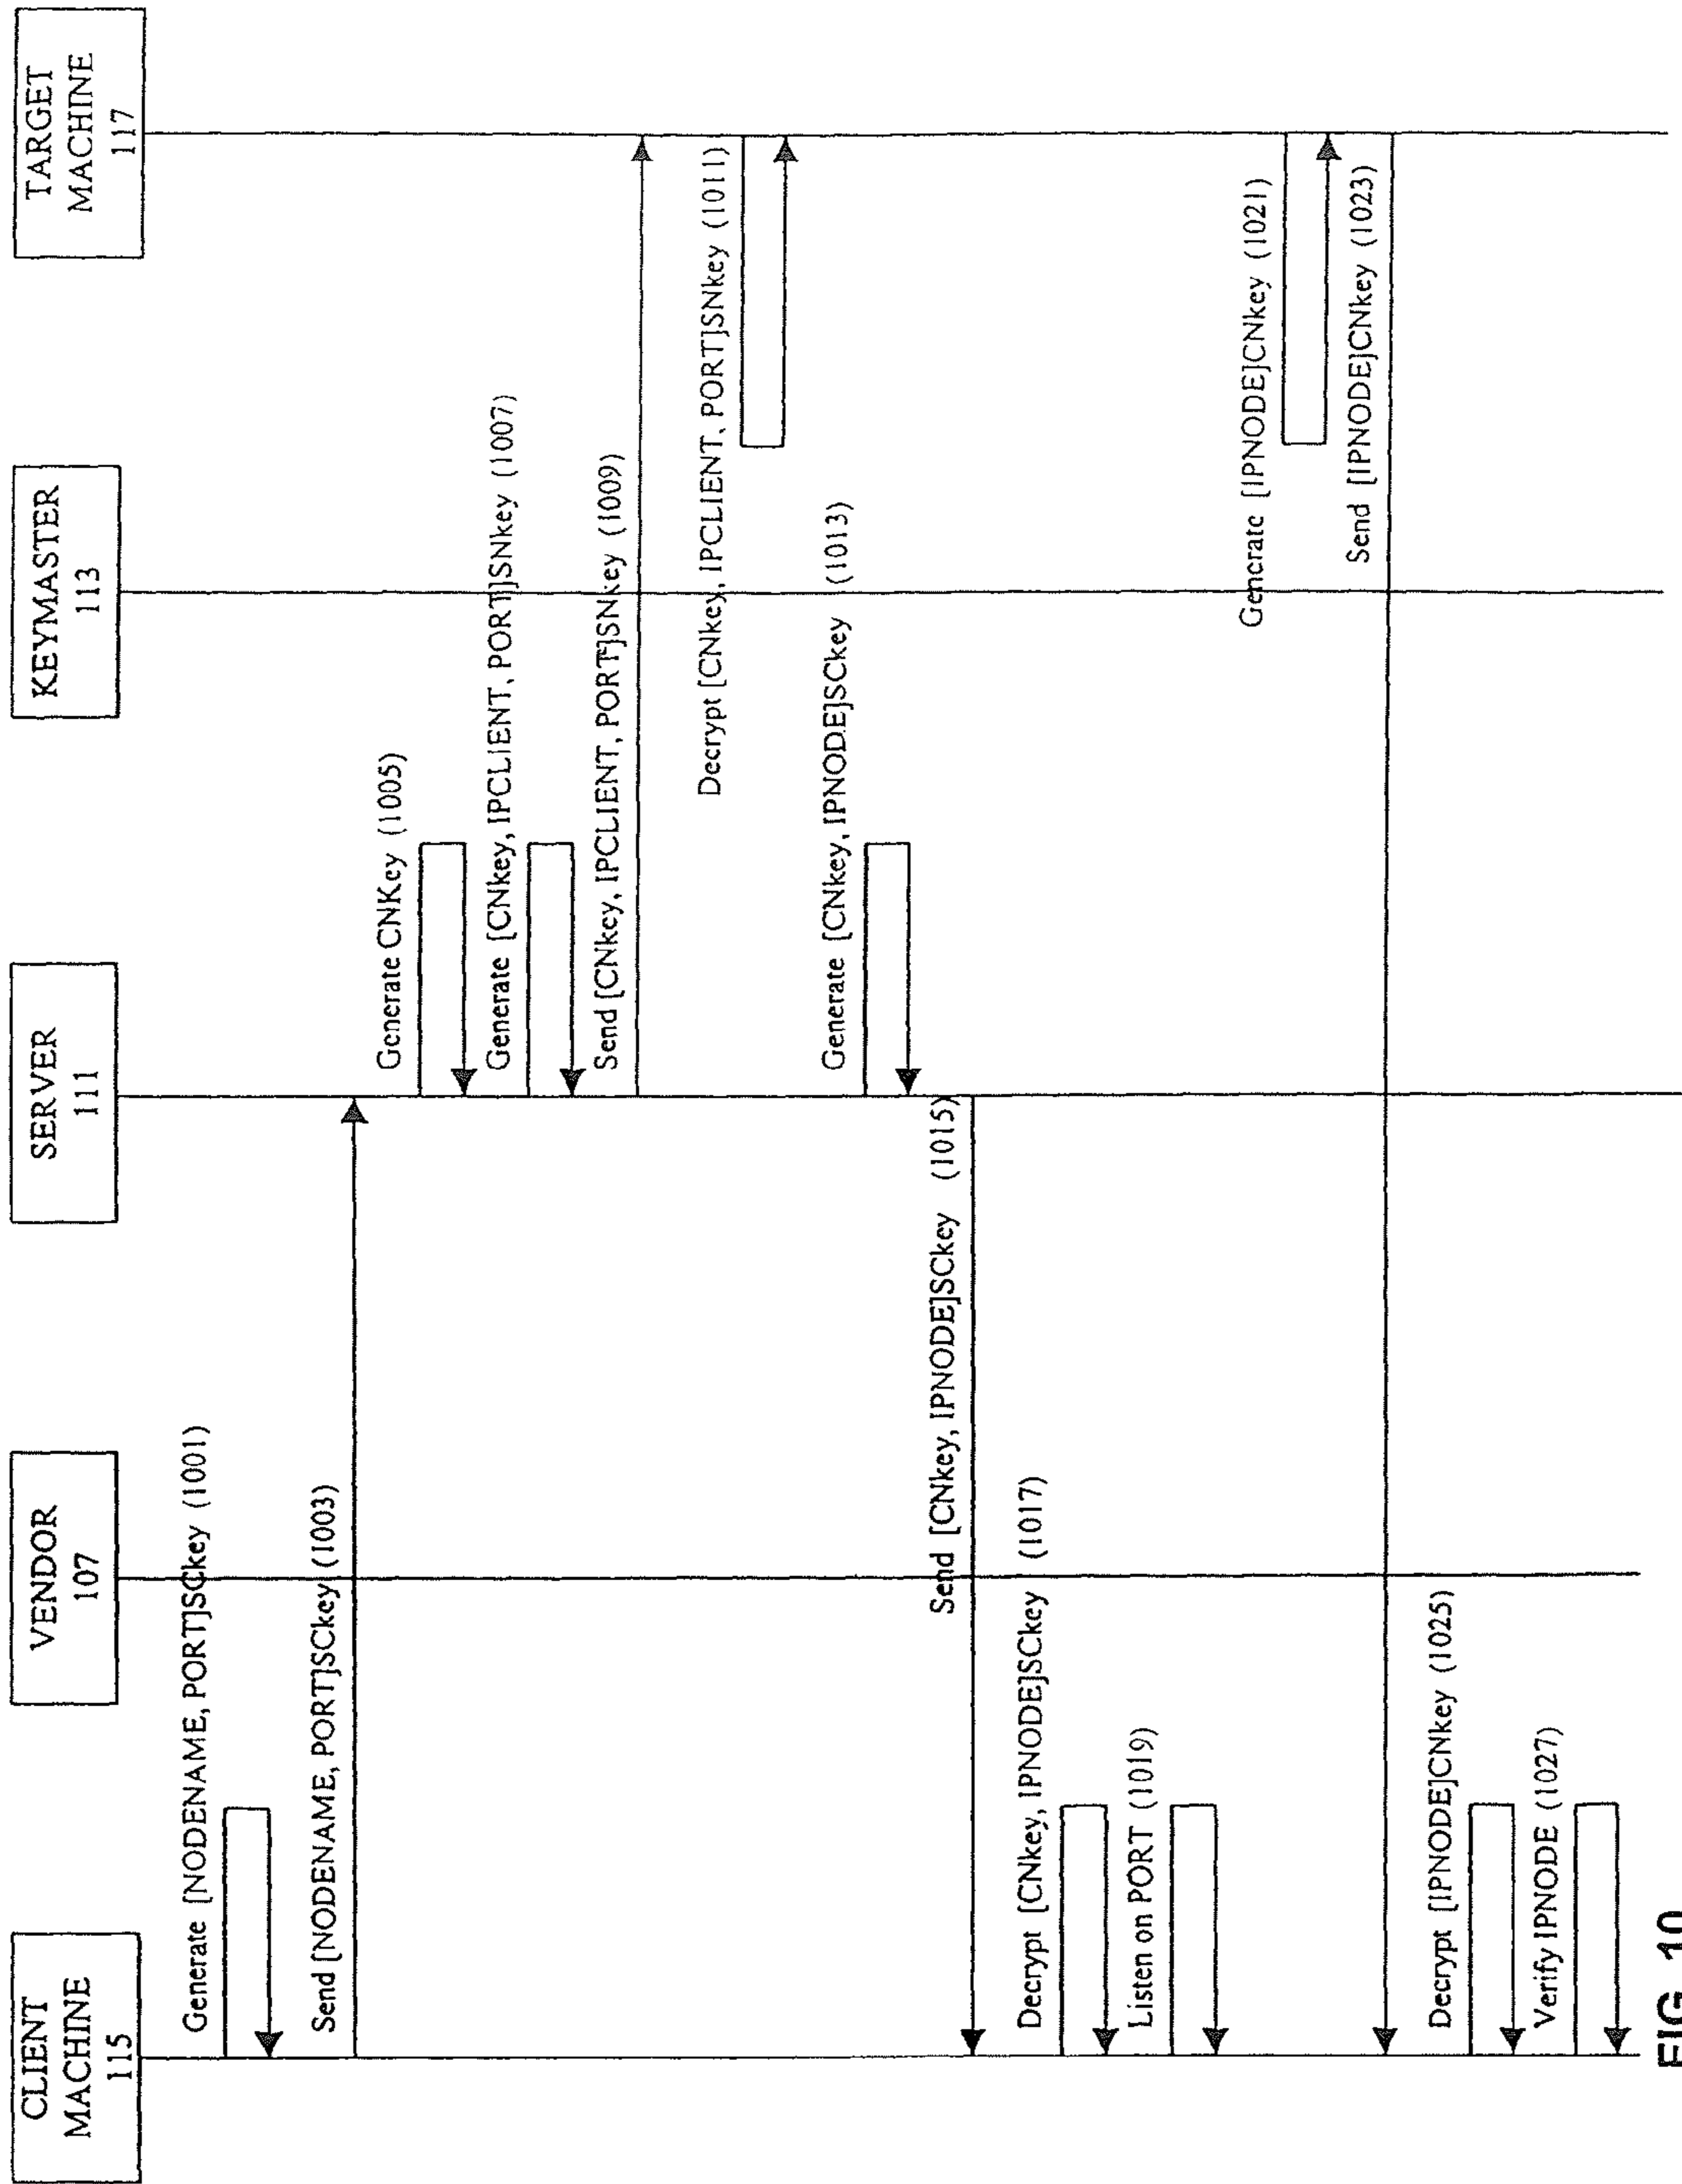 CLIENT
MACHINE
115
VENDOR
107
SERVER
111
KEYMASTER
113
TARGET
MACHINE
117
Generate [NODENAME, PORT]SCkey (1001)
Send [NODENAME, PORT]SCkey (1003)
Generate CNKey (1005)
Generate [CNkey, IPCLIENT, PORT]SNkey (1007)
Send [CNkey, IPCLIENT, PORT]SNkey (1009)
Decrypt [CNkey, IPCLIENT, PORT]SNkey (1011)
Generate [CNkey, IPNODE]SCkey (1013)
Send [CNkey, IPNODE]SCkey (1015)
Decrypt [CNkey, IPNODE]SCkey (1017)
Listen on PORT (1019)
Generate [IPNODE]CNkey (1021)
Send [IPNODE]CNkey (1023)
Decrypt [IPNODE]CNkey (1025)
Verify IPNODE (1027)
FIG. 10